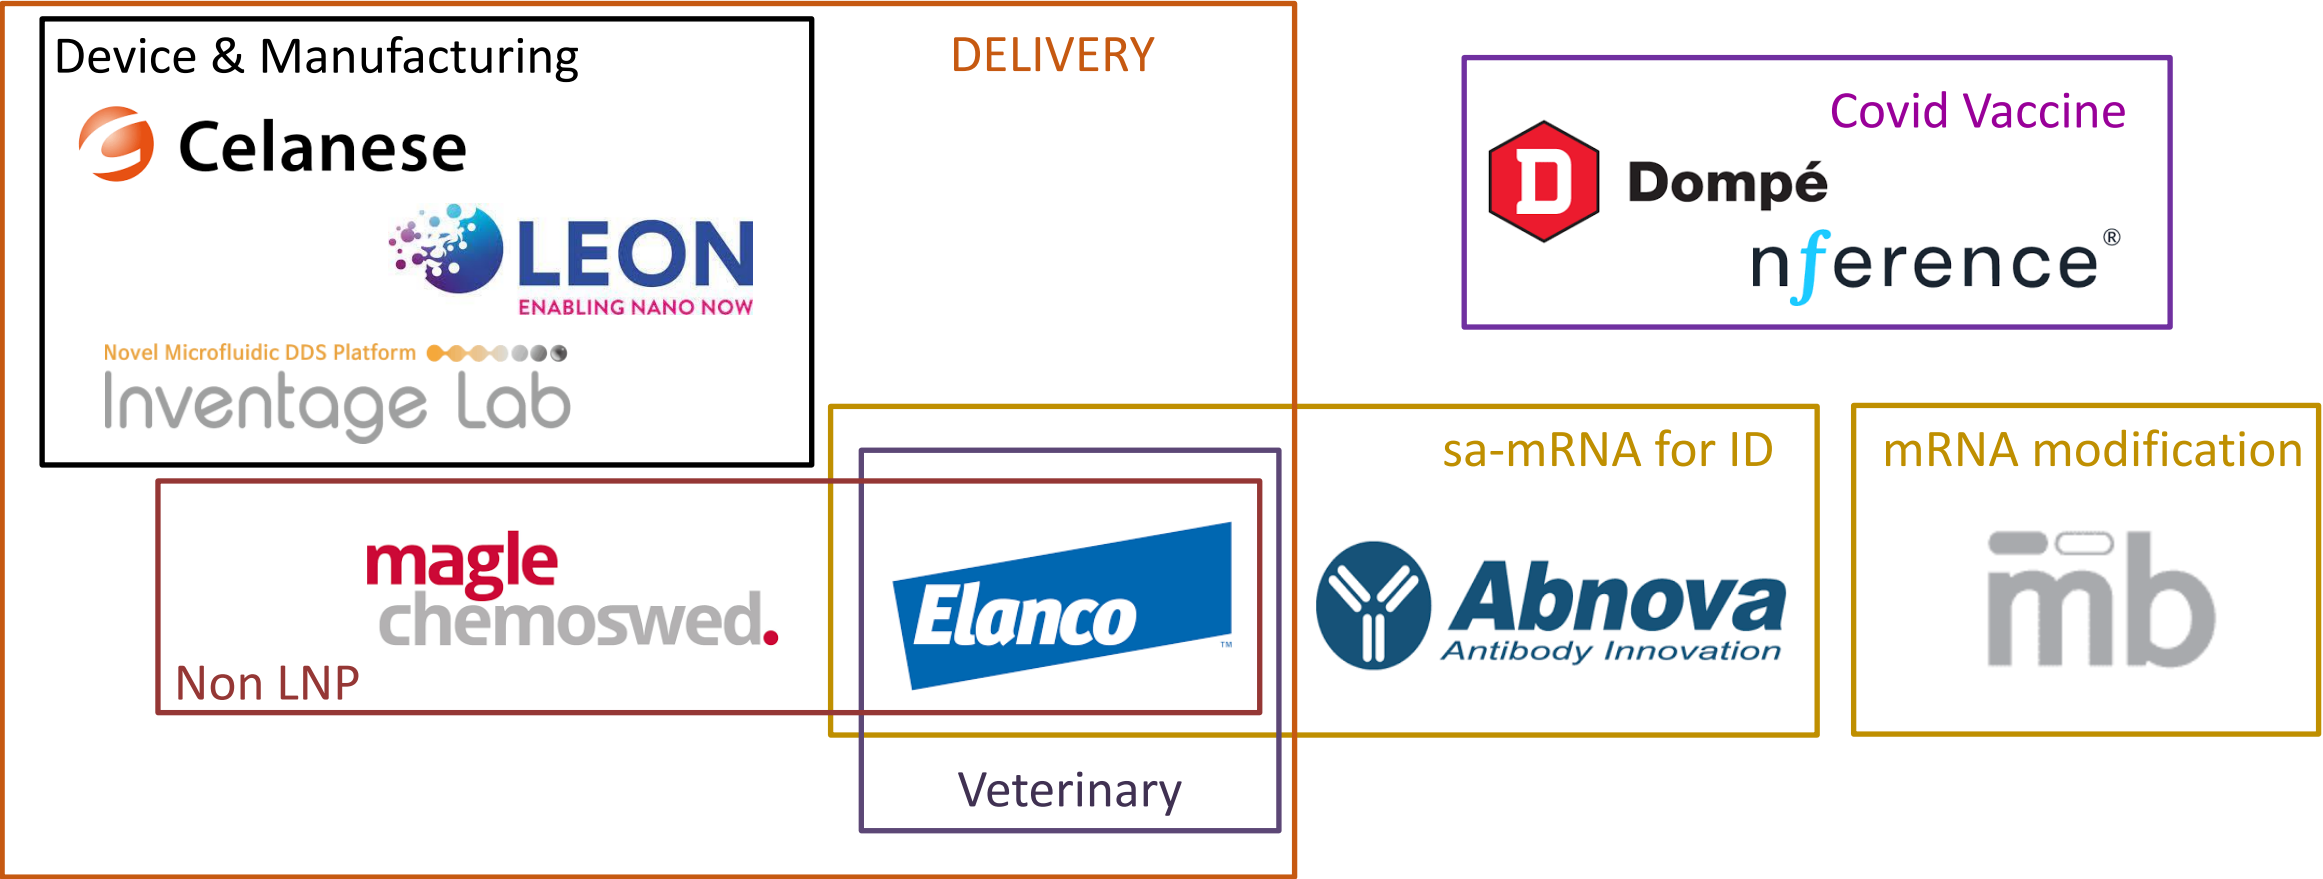 Device & Manufacturing
DELIVERY
Celanese
LEON
ENABLING NANO NOW
Novel Microfluidic DDS Platform
Inventage Lab
Covid Vaccine
Dompé
nference®
sa-mRNA for ID
mRNA modification
magle
chemoswed.
Non LNP
Elanco
TM
Abnova
Antibody Innovation
mb
Veterinary